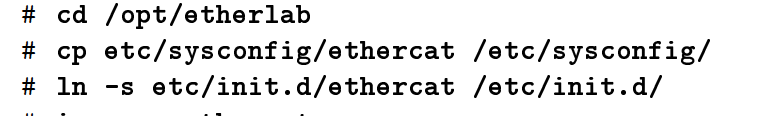 # cd /opt/etherlab
# cp etc/sysconfig/ethercat /etc/sysconfig/
# ln -s etc/init.d/ethercat /etc/init.d/